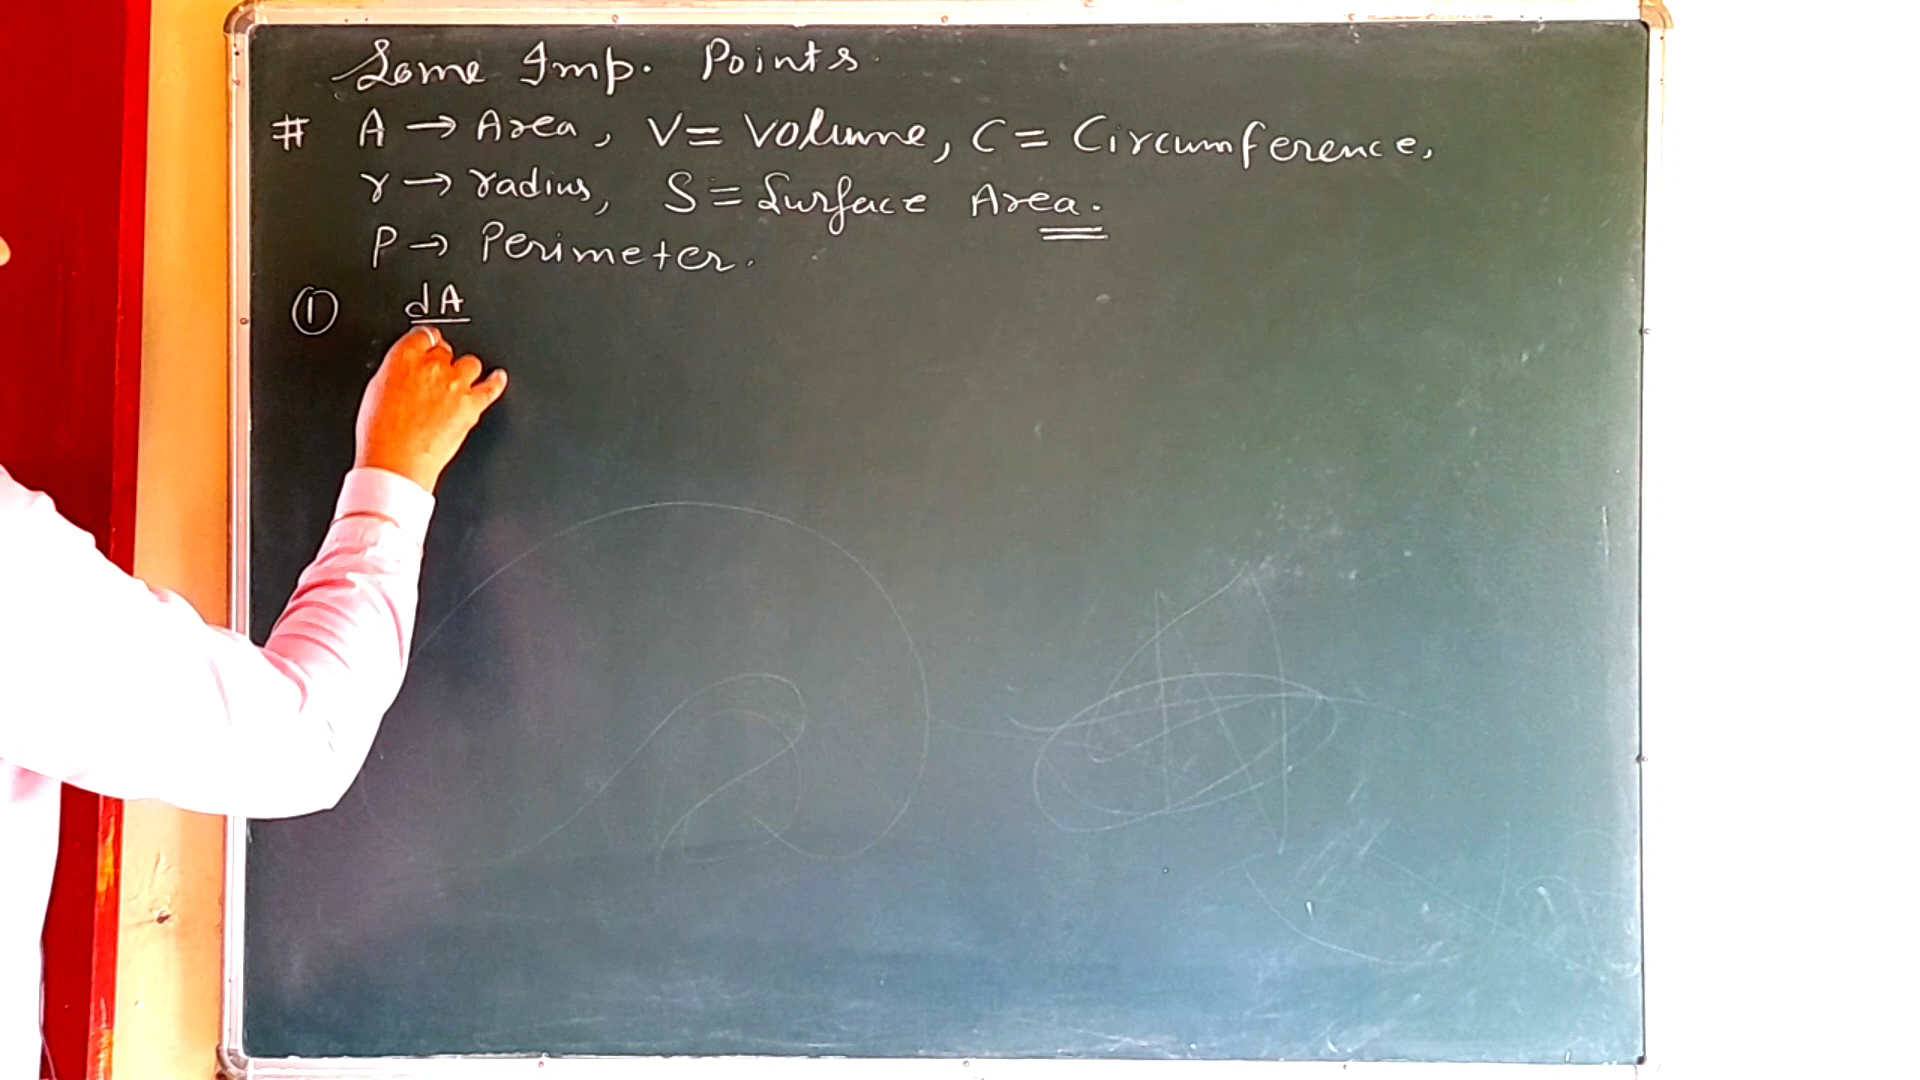 Some Imp. Points.
# A → Area, V = Volume, C = Circumference,
r → radius, S = Surface Area.
P → Perimeter.
① dA